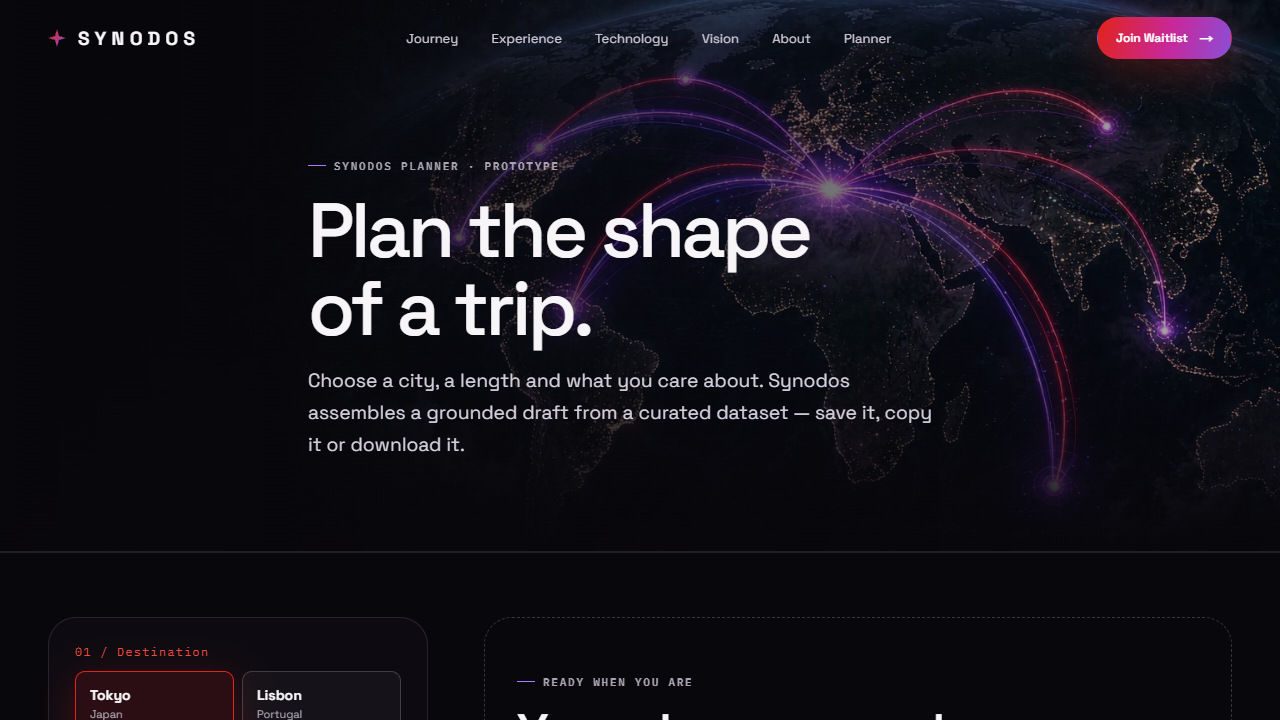 SYNODOS
Journey
Experience
Technology
Vision
About
Planner
Join Waitlist →
SYNODOS PLANNER · PROTOTYPE
Plan the shape
of a trip.
Choose a city, a length and what you care about. Synodos
assembles a grounded draft from a curated dataset — save it, copy
it or download it.
01 / Destination
Tokyo
Japan
Lisbon
Portugal
READY WHEN YOU ARE